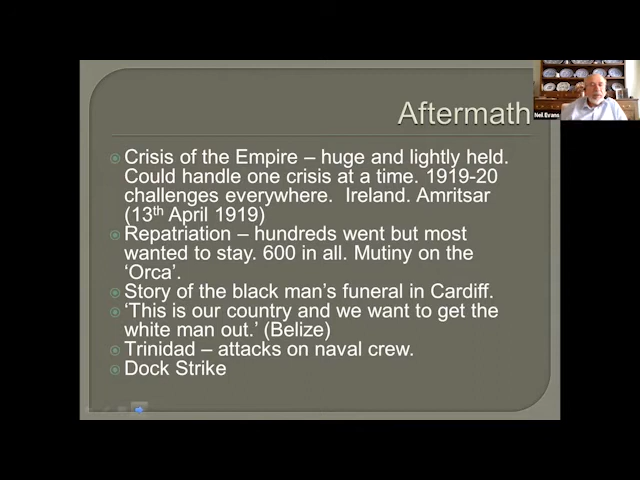 Aftermath
Neil Evans
Crisis of the Empire – huge and lightly held.
Could handle one crisis at a time. 1919-20
challenges everywhere.  Ireland. Amritsar
(13th April 1919)
Repatriation – hundreds went but most
wanted to stay. 600 in all. Mutiny on the
‘Orca’.
Story of the black man’s funeral in Cardiff.
‘This is our country and we want to get the
white man out.’ (Belize)
Trinidad – attacks on naval crew.
Dock Strike